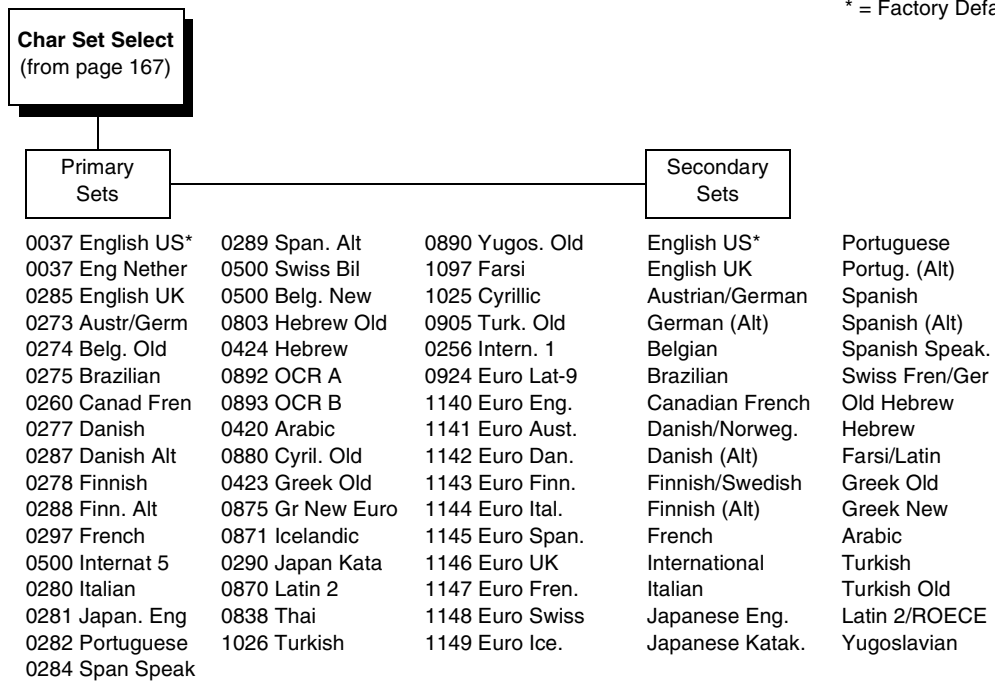 * = Factory Defa
Char Set Select
(from page 167)
Primary
Sets
Secondary
Sets
0037 English US*
0037 Eng Nether
0285 English UK
0273 Austr/Germ
0274 Belg. Old
0275 Brazilian
0260 Canad Fren
0277 Danish
0287 Danish Alt
0278 Finnish
0288 Finn. Alt
0297 French
0500 Internat 5
0280 Italian
0281 Japan. Eng
0282 Portuguese
0284 Span Speak
0289 Span. Alt
0500 Swiss Bil
0500 Belg. New
0803 Hebrew Old
0424 Hebrew
0892 OCR A
0893 OCR B
0420 Arabic
0880 Cyril. Old
0423 Greek Old
0875 Gr New Euro
0871 Icelandic
0290 Japan Kata
0870 Latin 2
0838 Thai
1026 Turkish
0890 Yugos. Old
1097 Farsi
1025 Cyrillic
0905 Turk. Old
0256 Intern. 1
0924 Euro Lat-9
1140 Euro Eng.
1141 Euro Aust.
1142 Euro Dan.
1143 Euro Finn.
1144 Euro Ital.
1145 Euro Span.
1146 Euro UK
1147 Euro Fren.
1148 Euro Swiss
1149 Euro Ice.
English US*
English UK
Austrian/German
German (Alt)
Belgian
Brazilian
Canadian French
Danish/Norweg.
Danish (Alt)
Finnish/Swedish
Finnish (Alt)
French
International
Italian
Japanese Eng.
Japanese Katak.
Portuguese
Portug. (Alt)
Spanish
Spanish (Alt)
Spanish Speak.
Swiss Fren/Ger
Old Hebrew
Hebrew
Farsi/Latin
Greek Old
Greek New
Arabic
Turkish
Turkish Old
Latin 2/ROECE
Yugoslavian